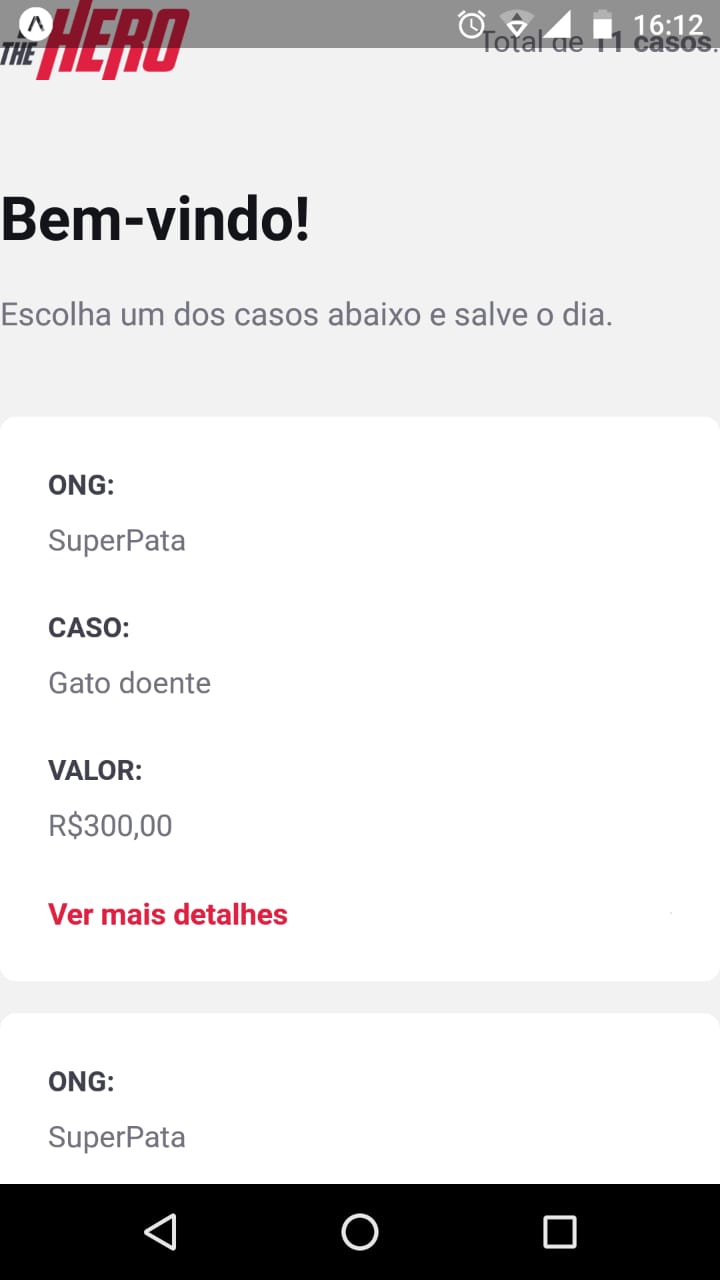 16:12
THE HERO
Total de 11 casos.
Bem-vindo!
Escolha um dos casos abaixo e salve o dia.
ONG:
SuperPata
CASO:
Gato doente
VALOR:
R$300,00
Ver mais detalhes
ONG:
SuperPata